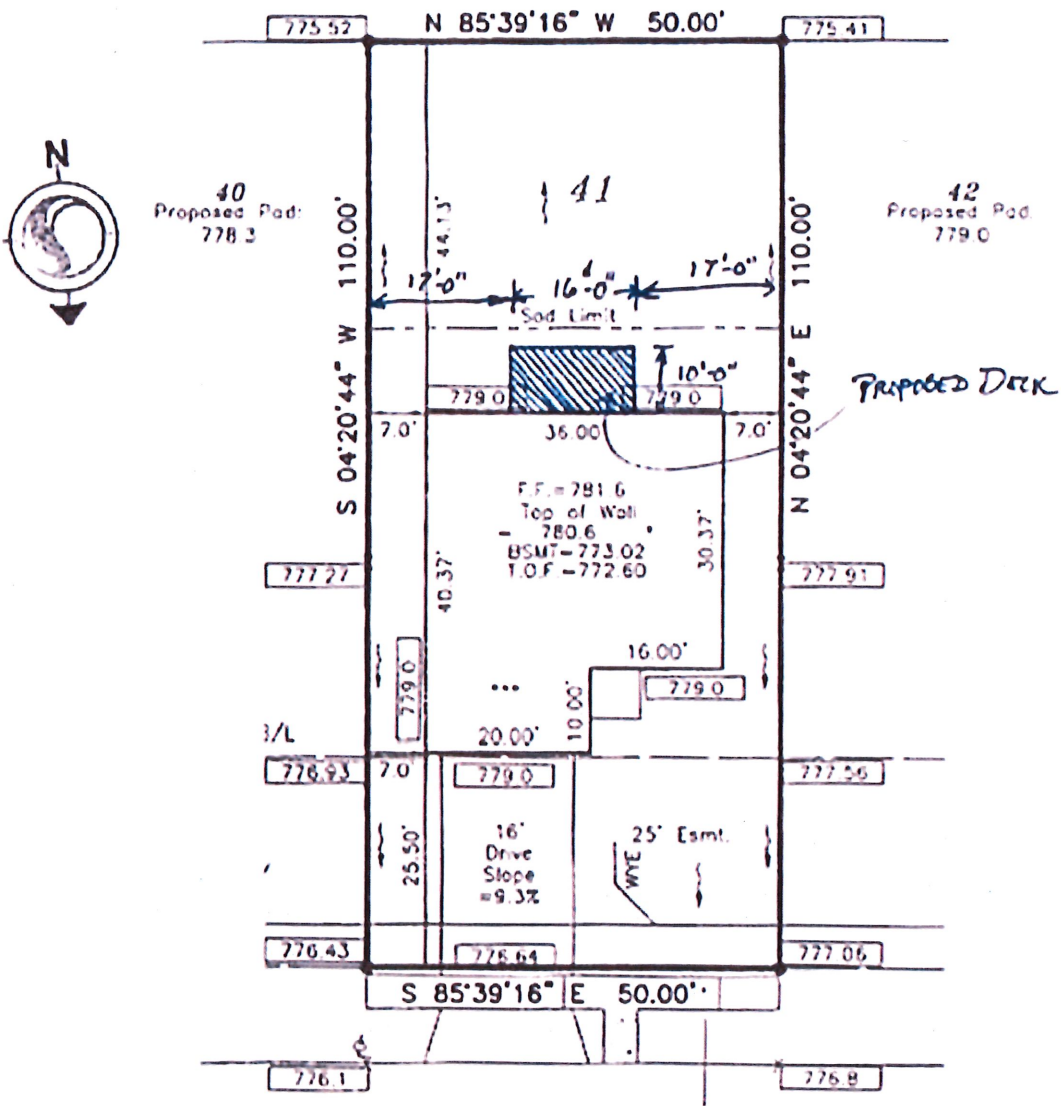 775.52
N 85°39'16" W 50.00'
775.41
N
40
Proposed Pad:
778.3
S 04°20'44" W 110.00'
44.13'
41
42
Proposed Pad:
779.0
N 04°20'44" E 110.00'
17'-0"
16'-0"
17'-0"
Sod Limit
10'-0"
PROPOSED DECK
779.0
779.0
7.0'
36.00'
7.0'
F.F.=781.6
Top of Wall
- 780.6
BSMT-773.02
T.O.F.-772.60
40.37'
30.37'
777.27
777.91
16.00'
779.0
779.0
10.00'
20.00'
B/L
776.93
7.0'
779.0
777.56
25.50'
16'
Drive
Slope
=9.3%
WYE
25' Esmt.
776.43
776.64
777.06
S 85°39'16" E 50.00'
776.1
776.8